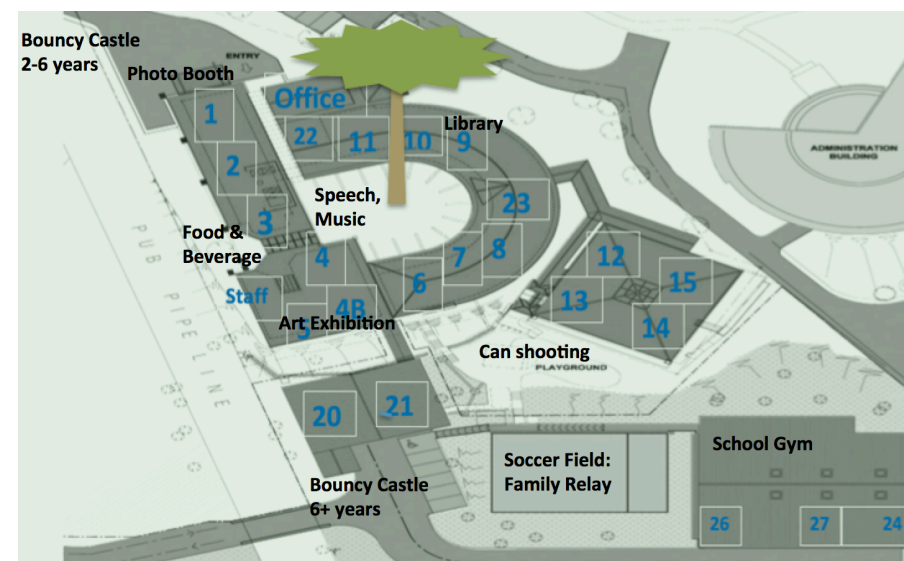 Bouncy Castle
2-6 years
ENTRY
Photo Booth
Office
1
22
11
10
Library
9
ADMINISTRATION
BUILDING
2
Speech,
Music
23
3
Food &
Beverage
4
7
8
12
Staff
6
13
15
4B
5
Art Exhibition
14
Can shooting
PLAYGROUND
PUB PIPE LINE
20
21
School Gym
Soccer Field:
Family Relay
Bouncy Castle
6+ years
26
27
24